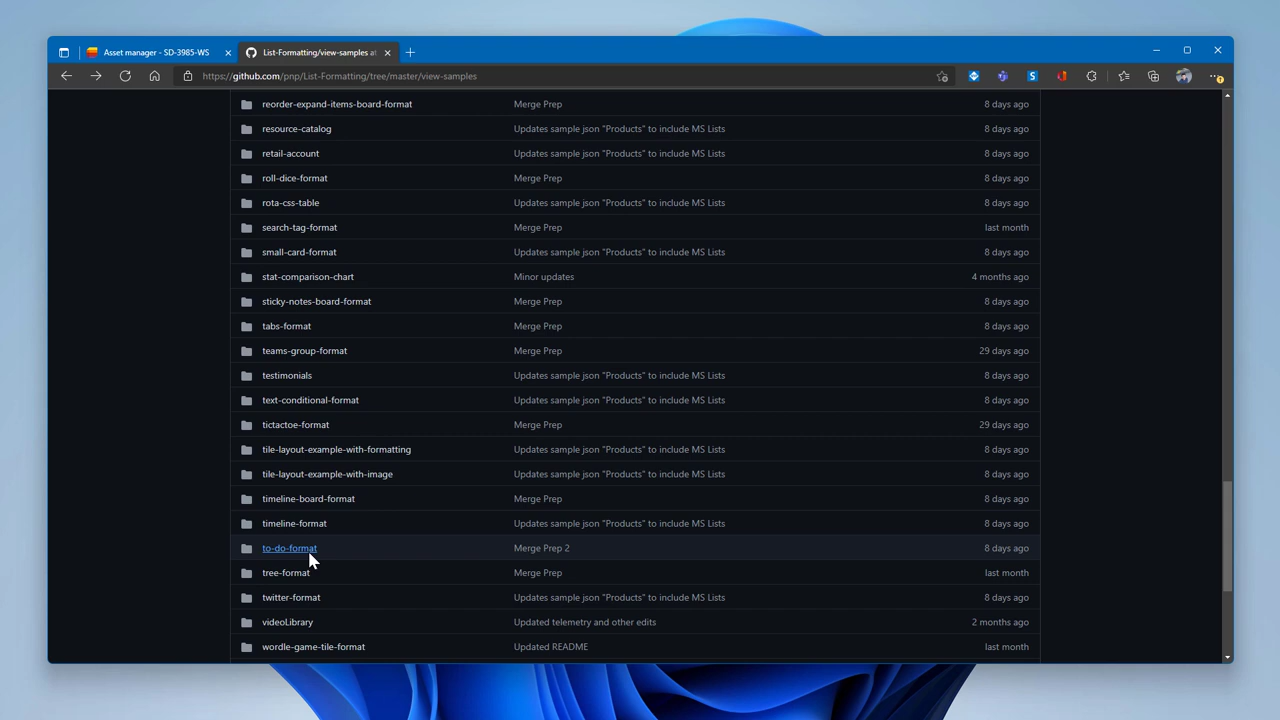 Asset manager - SD-3985-WS
List-Formatting/view-samples at
https://github.com/pnp/List-Formatting/tree/master/view-samples
reorder-expand-items-board-format Merge Prep 8 days ago
resource-catalog Updates sample json "Products" to include MS Lists 8 days ago
retail-account Updates sample json "Products" to include MS Lists 8 days ago
roll-dice-format Merge Prep 8 days ago
rota-css-table Updates sample json "Products" to include MS Lists 8 days ago
search-tag-format Merge Prep last month
small-card-format Updates sample json "Products" to include MS Lists 8 days ago
stat-comparison-chart Minor updates 4 months ago
sticky-notes-board-format Merge Prep 8 days ago
tabs-format Merge Prep 8 days ago
teams-group-format Merge Prep 29 days ago
testimonials Updates sample json "Products" to include MS Lists 8 days ago
text-conditional-format Updates sample json "Products" to include MS Lists 8 days ago
tictactoe-format Merge Prep 29 days ago
tile-layout-example-with-formatting Updates sample json "Products" to include MS Lists 8 days ago
tile-layout-example-with-image Updates sample json "Products" to include MS Lists 8 days ago
timeline-board-format Merge Prep 8 days ago
timeline-format Updates sample json "Products" to include MS Lists 8 days ago
to-do-format Merge Prep 2 8 days ago
tree-format Merge Prep last month
twitter-format Updates sample json "Products" to include MS Lists 8 days ago
videoLibrary Updated telemetry and other edits 2 months ago
wordle-game-tile-format Updated README last month